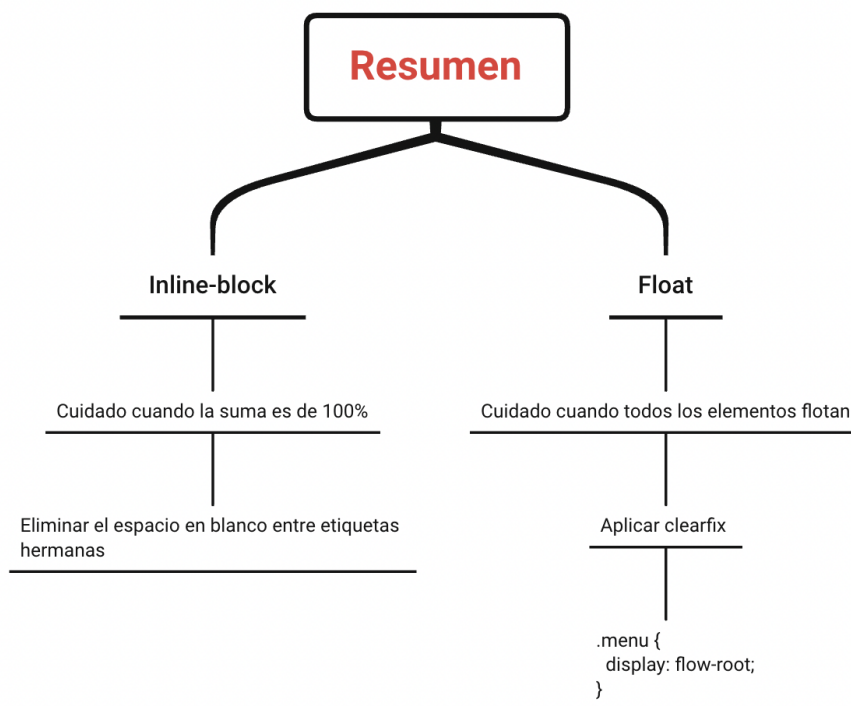 Resumen
Inline-block
Float
Cuidado cuando la suma es de 100%
Cuidado cuando todos los elementos flotan
Eliminar el espacio en blanco entre etiquetas
hermanas
Aplicar clearfix
.menu {
  display: flow-root;
}